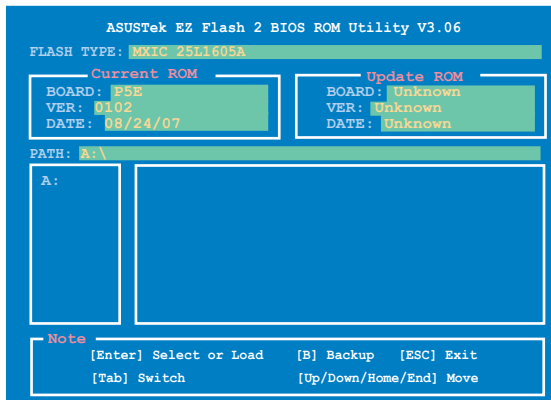 ASUSTek EZ Flash 2 BIOS ROM Utility V3.06
FLASH TYPE: MXIC 25L1605A
Current ROM
BOARD: P5E
VER: 0102
DATE: 08/24/07
Update ROM
BOARD: Unknown
VER: Unknown
DATE: Unknown
PATH: A:\
A:
Note
[Enter] Select or Load [B] Backup [ESC] Exit
[Tab] Switch [Up/Down/Home/End] Move